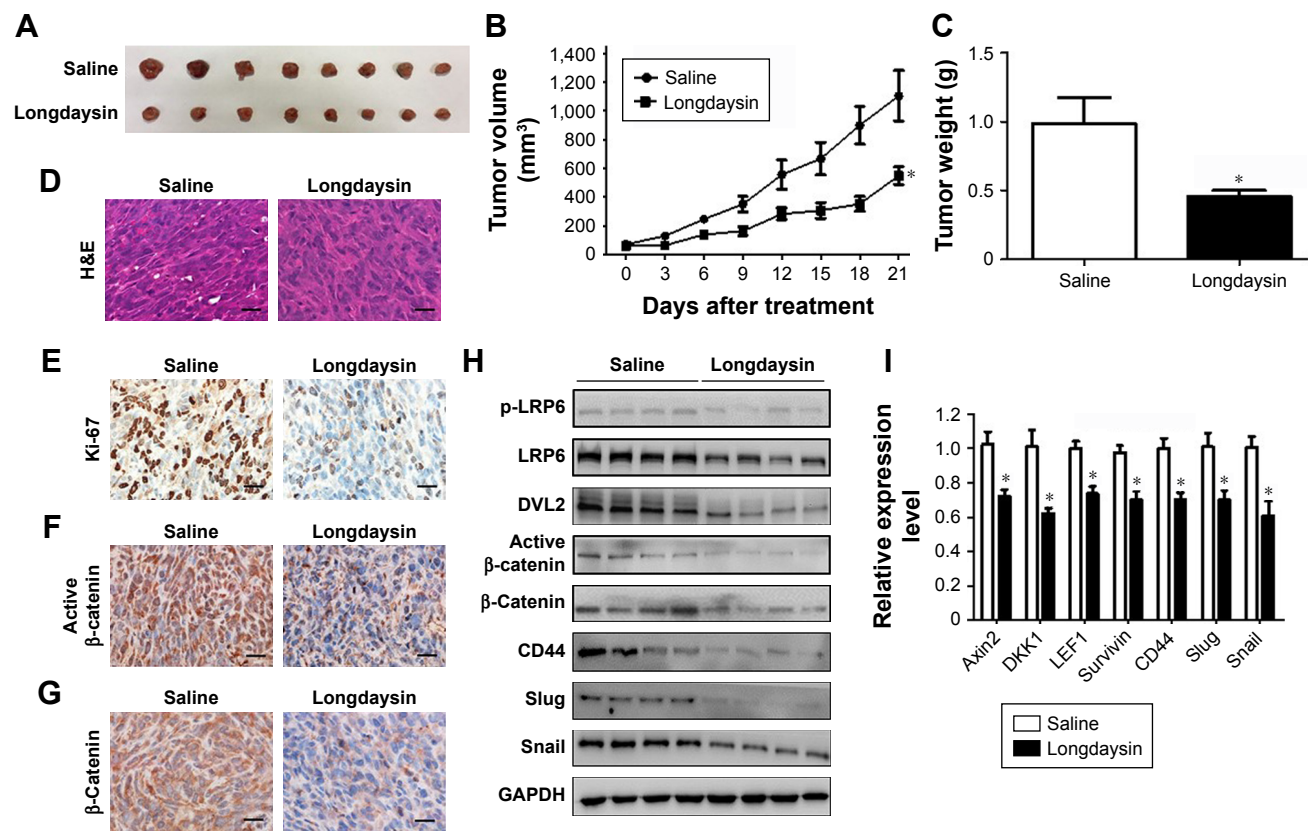 A
Saline
Longdaysin
B
Tumor volume
(mm³)
1,400
1,200
1,000
800
600
400
200
0
Saline
Longdaysin
*
0 3 6 9 12 15 18 21
Days after treatment
C
Tumor weight (g)
1.5
1.0
0.5
0
*
Saline Longdaysin
D
Saline Longdaysin
H&E
E
Saline Longdaysin
Ki-67
F
Saline Longdaysin
Active
β-catenin
G
Saline Longdaysin
β-Catenin
H
Saline Longdaysin
p-LRP6
LRP6
DVL2
Active
β-catenin
β-Catenin
CD44
Slug
Snail
GAPDH
I
Relative expression
level
1.2
1.0
0.8
0.6
0.4
0.2
0
* * * * * * *
Axin2 DKK1 LEF1 Survivin CD44 Slug Snail
Saline
Longdaysin